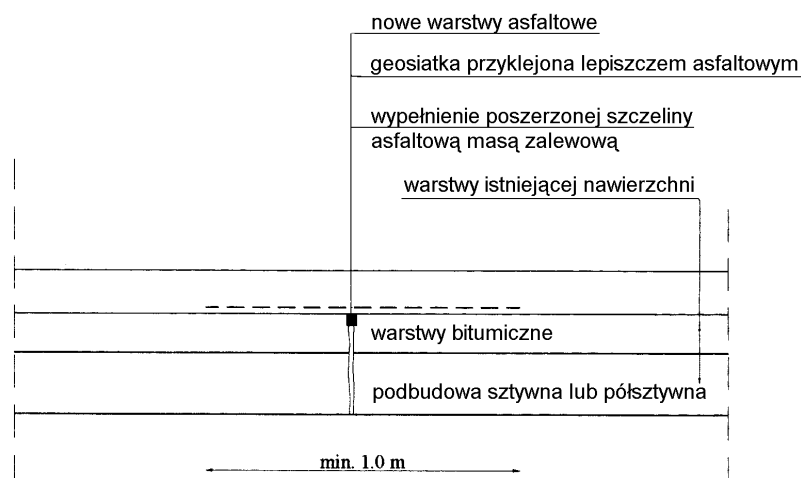 nowe warstwy asfaltowe
geosiatka przyklejona lepiszczem asfaltowym
wypełnienie poszerzonej szczeliny
asfaltową masą zalewową
warstwy istniejącej nawierzchni
warstwy bitumiczne
podbudowa sztywna lub półsztywna
min. 1.0 m